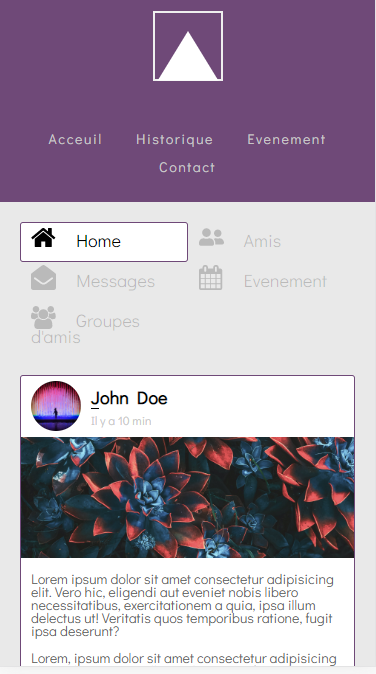 Acceuil Historique Evenement
Contact
Home Amis
Messages Evenement
Groupes
d'amis
John Doe
Il y a 10 min
Lorem ipsum dolor sit amet consectetur adipisicing
elit. Vero hic, eligendi aut eveniet nobis libero
necessitatibus, exercitationem a quia, ipsa illum
delectus ut! Veritatis quos temporibus ratione, fugit
ipsa deserunt?
Lorem, ipsum dolor sit amet consectetur adipisicing